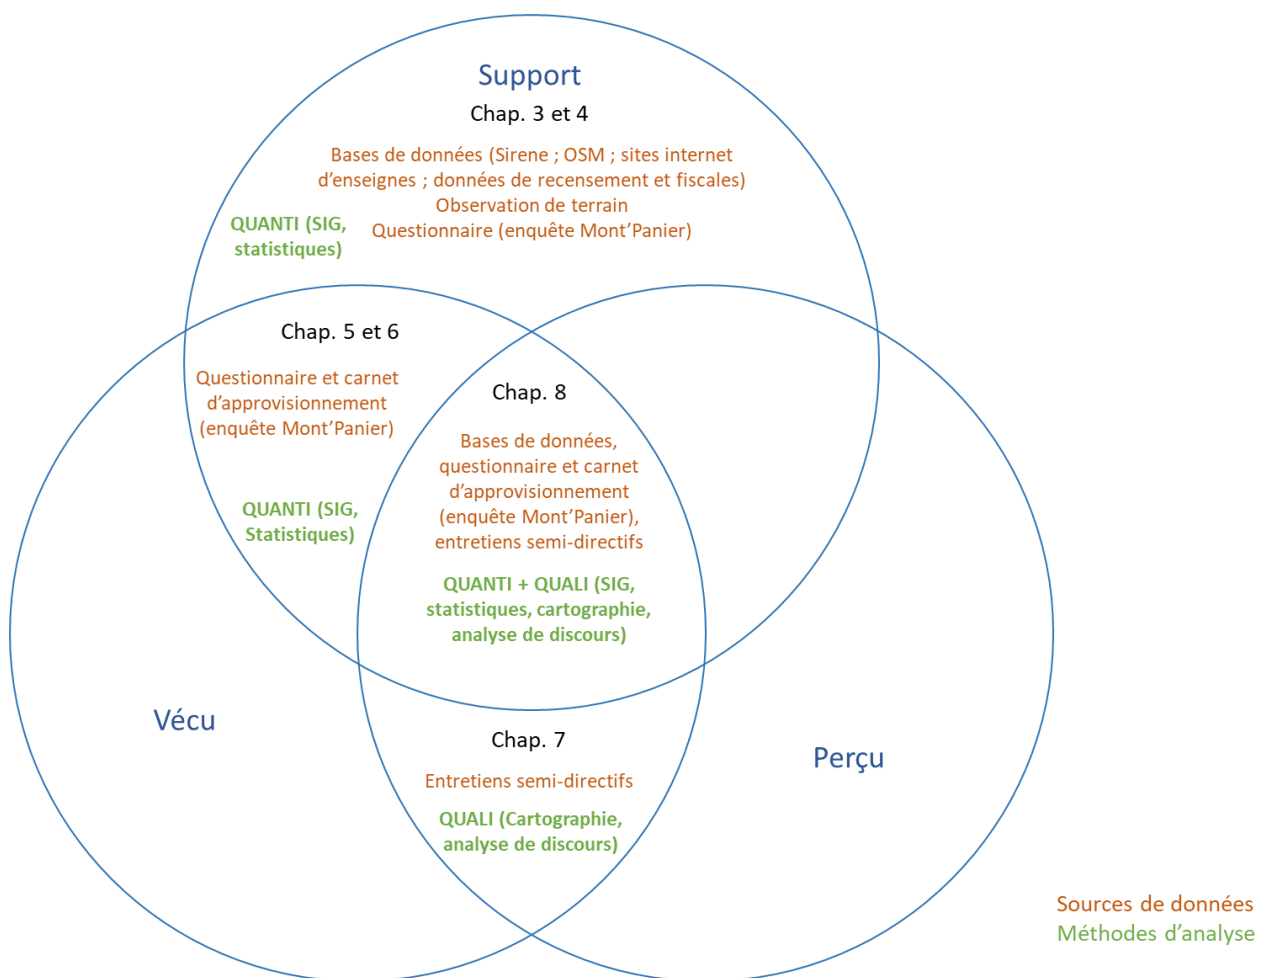 Support
Chap. 3 et 4
Bases de données (Sirene ; OSM ; sites internet
d’enseignes ; données de recensement et fiscales)
Observation de terrain
Questionnaire (enquête Mont’Panier)
QUANTI (SIG,
statistiques)
Chap. 5 et 6
Questionnaire et carnet
d’approvisionnement
(enquête Mont’Panier)
QUANTI (SIG,
Statistiques)
Chap. 8
Bases de données,
questionnaire et carnet
d’approvisionnement
(enquête Mont’Panier),
entretiens semi-directifs
QUANTI + QUALI (SIG,
statistiques, cartographie,
analyse de discours)
Vécu
Chap. 7
Entretiens semi-directifs
QUALI (Cartographie,
analyse de discours)
Perçu
Sources de données
Méthodes d’analyse